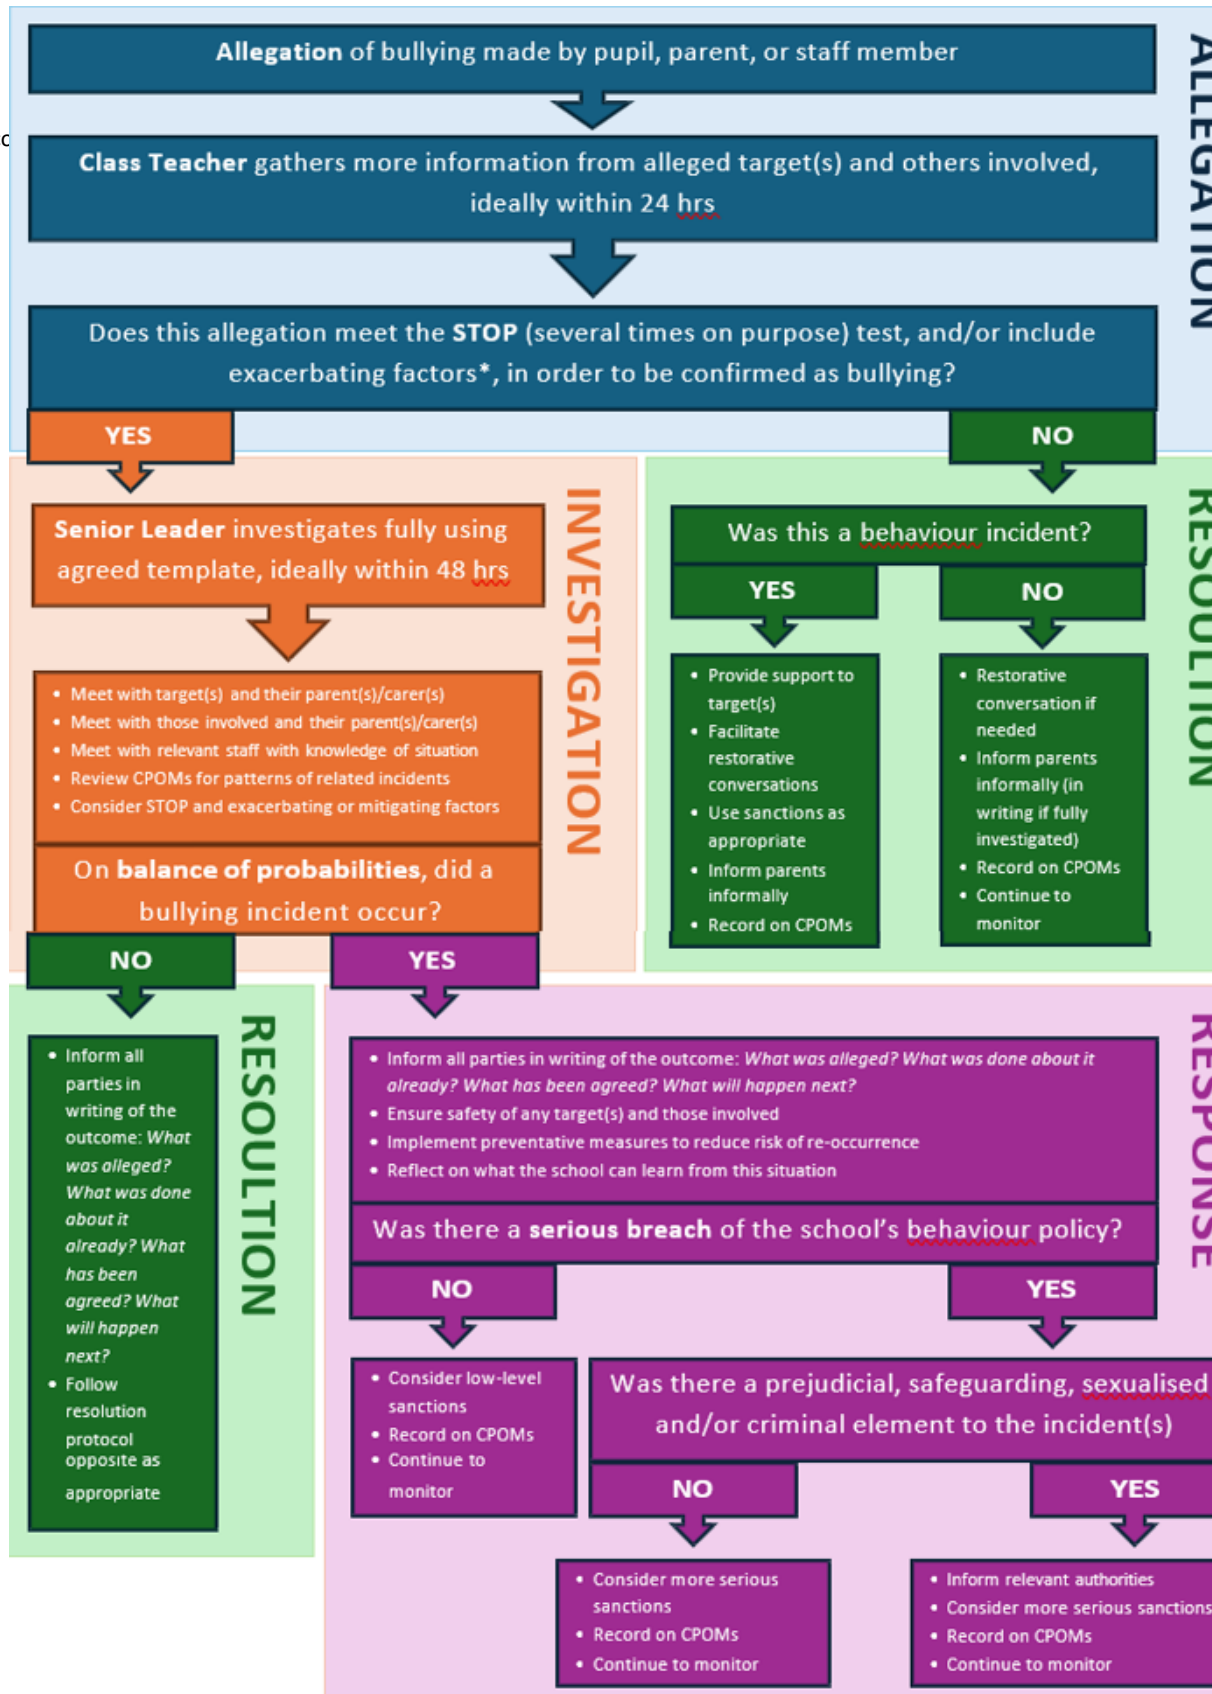 Allegation of bullying made by pupil, parent, or staff member
ALLEGATION
Class Teacher gathers more information from alleged target(s) and others involved,
ideally within 24 hrs
Does this allegation meet the STOP (several times on purpose) test, and/or include
exacerbating factors*, in order to be confirmed as bullying?
YES
NO
INVESTIGATION
Senior Leader investigates fully using
agreed template, ideally within 48 hrs
• Meet with target(s) and their parent(s)/carer(s)
• Meet with those involved and their parent(s)/carer(s)
• Meet with relevant staff with knowledge of situation
• Review CPOMs for patterns of related incidents
• Consider STOP and exacerbating or mitigating factors
On balance of probabilities, did a
bullying incident occur?
NO
YES
RESOULTION
Was this a behaviour incident?
YES
NO
• Provide support to
target(s)
• Facilitate
restorative
conversations
• Use sanctions as
appropriate
• Inform parents
informally
• Record on CPOMs
• Restorative
conversation if
needed
• Inform parents
informally (in
writing if fully
investigated)
• Record on CPOMs
• Continue to
monitor
RESOULTION
• Inform all
parties in
writing of the
outcome: What
was alleged?
What was done
about it
already? What
has been
agreed? What
will happen
next?
• Follow
resolution
protocol
opposite as
appropriate
RESPONSE
• Inform all parties in writing of the outcome: What was alleged? What was done about it
already? What has been agreed? What will happen next?
• Ensure safety of any target(s) and those involved
• Implement preventative measures to reduce risk of re-occurrence
• Reflect on what the school can learn from this situation
Was there a serious breach of the school's behaviour policy?
NO
YES
• Consider low-level
sanctions
• Record on CPOMs
• Continue to
monitor
Was there a prejudicial, safeguarding, sexualised
and/or criminal element to the incident(s)
NO
YES
• Consider more serious
sanctions
• Record on CPOMs
• Continue to monitor
• Inform relevant authorities
• Consider more serious sanctions
• Record on CPOMs
• Continue to monitor